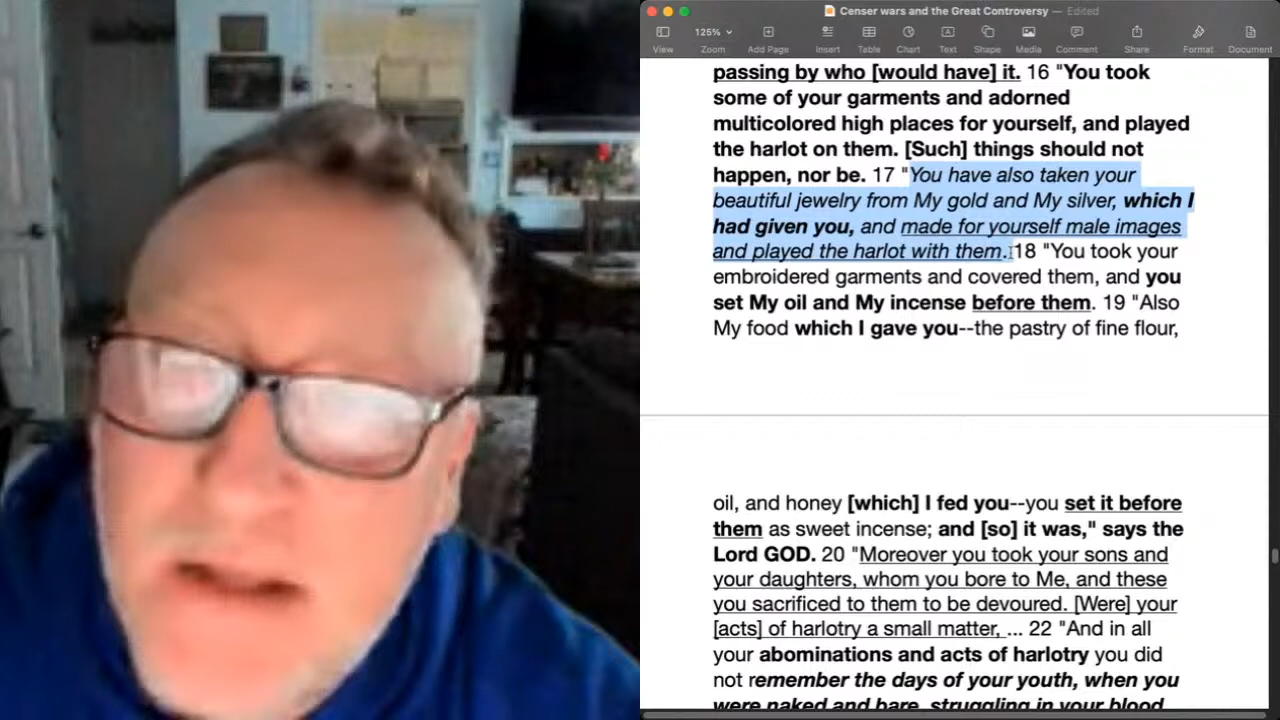 Censer wars and the Great Controversy — Edited
125%
View Zoom Add Page Insert Table Chart Text Shape Media Comment Share Format Document
passing by who [would have] it. 16 "You took
some of your garments and adorned
multicolored high places for yourself, and played
the harlot on them. [Such] things should not
happen, nor be. 17 "You have also taken your
beautiful jewelry from My gold and My silver, which I
had given you, and made for yourself male images
and played the harlot with them. 18 "You took your
embroidered garments and covered them, and you
set My oil and My incense before them. 19 "Also
My food which I gave you--the pastry of fine flour,
oil, and honey [which] I fed you--you set it before
them as sweet incense; and [so] it was," says the
Lord GOD. 20 "Moreover you took your sons and
your daughters, whom you bore to Me, and these
you sacrificed to them to be devoured. [Were] your
[acts] of harlotry a small matter, ... 22 "And in all
your abominations and acts of harlotry you did
not remember the days of your youth, when you
were naked and bare, struggling in your blood